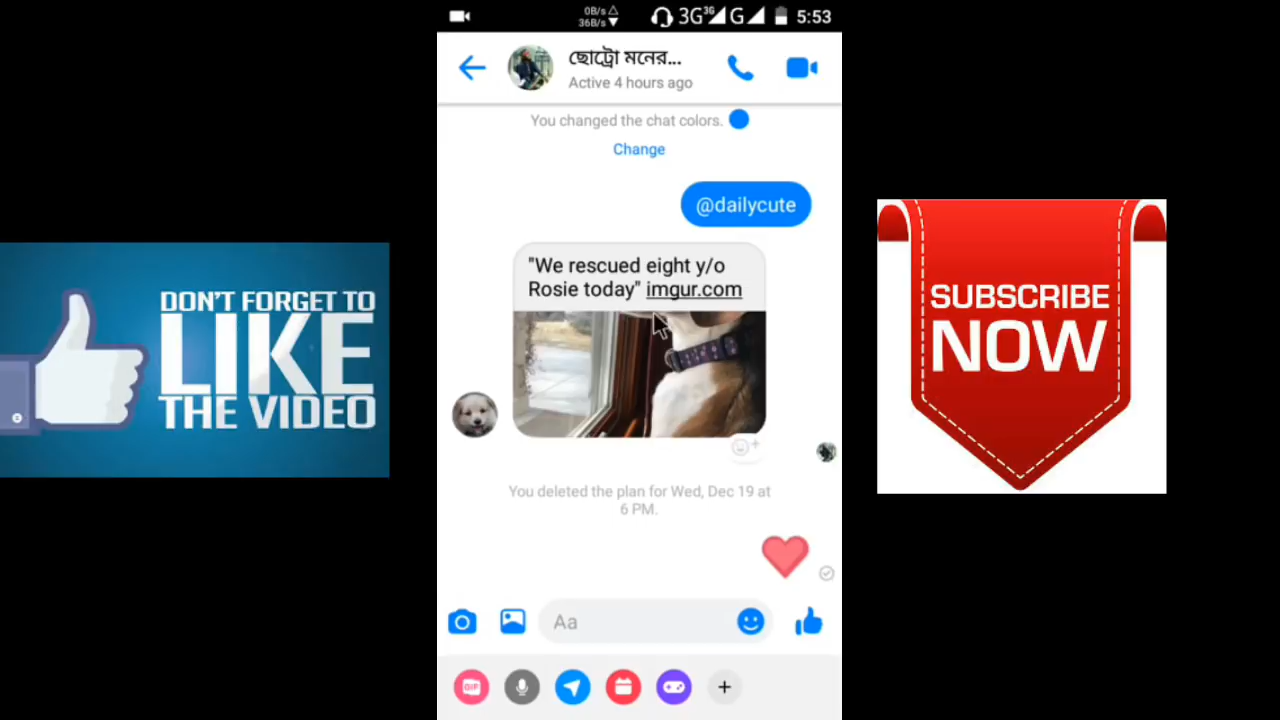 0B/s
36B/s
3G 3G G 5:53
ছোট্রো মনের...
Active 4 hours ago
You changed the chat colors.
Change
@dailycute
"We rescued eight y/o
Rosie today" imgur.com
You deleted the plan for Wed, Dec 19 at
6 PM.
Aa
GIF
DON'T FORGET TO
LIKE
THE VIDEO
SUBSCRIBE
NOW